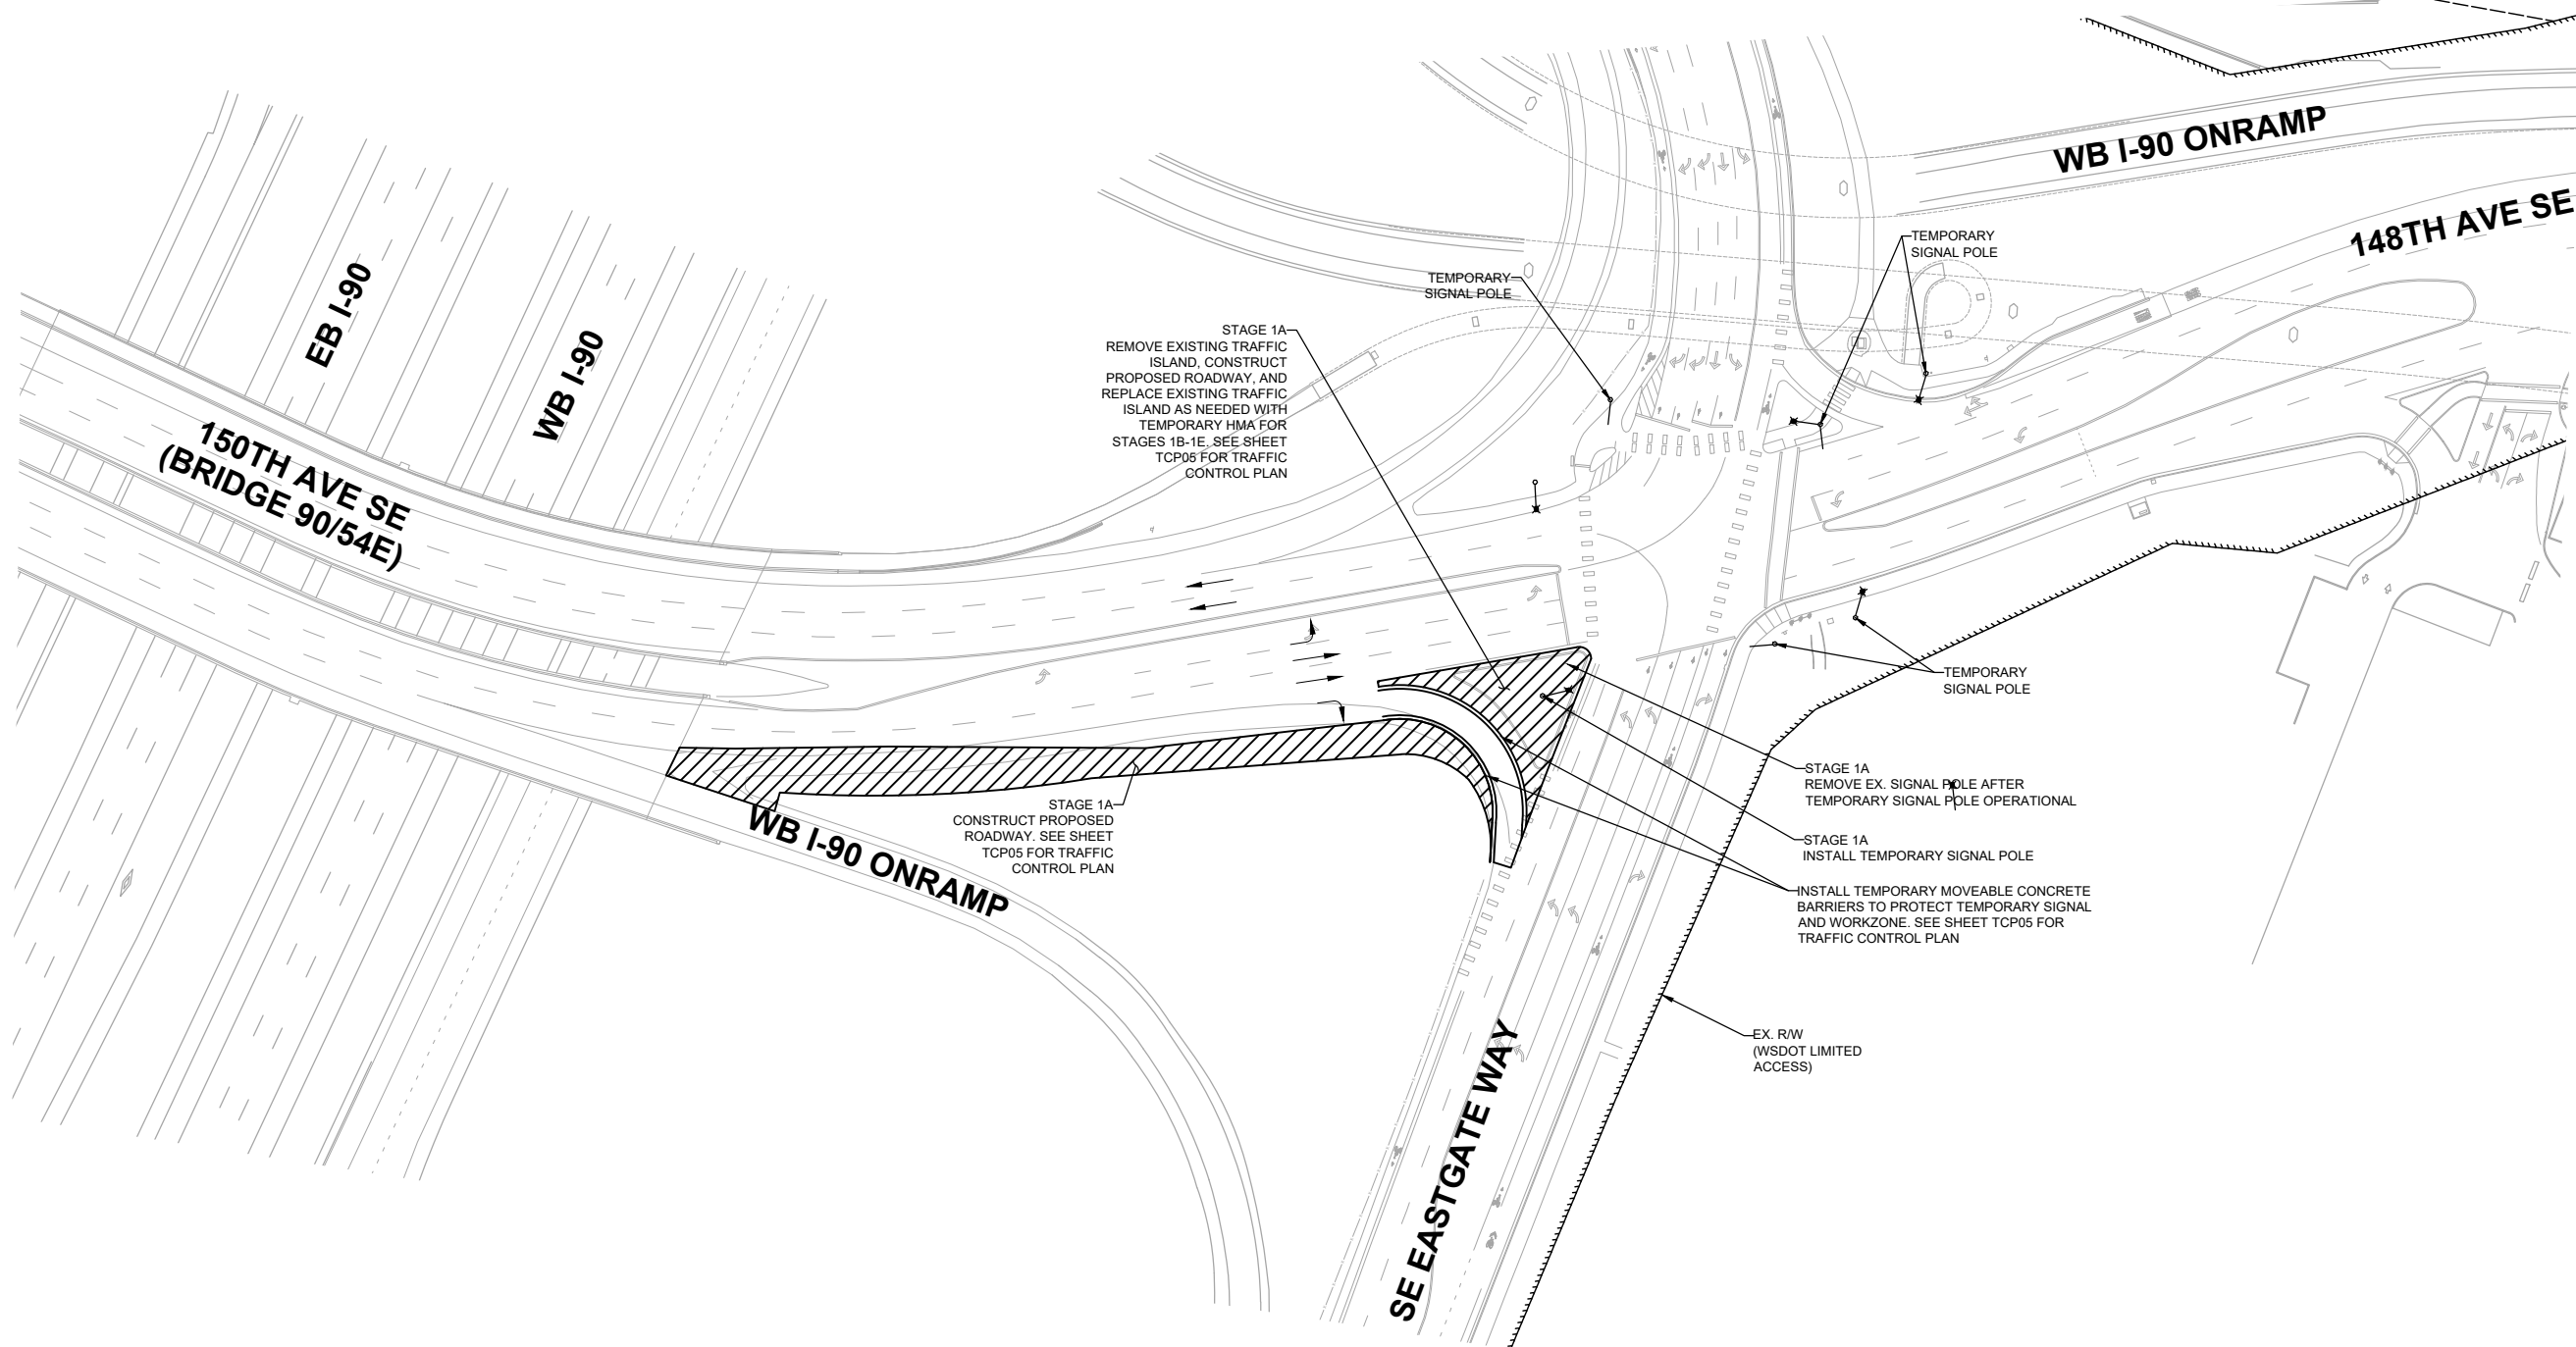 WB I-90 ONRAMP
148TH AVE SE
TEMPORARY
SIGNAL POLE
TEMPORARY
SIGNAL POLE
EB I-90
WB I-90
STAGE 1A
REMOVE EXISTING TRAFFIC
ISLAND, CONSTRUCT
PROPOSED ROADWAY, AND
REPLACE EXISTING TRAFFIC
ISLAND AS NEEDED WITH
TEMPORARY HMA FOR
STAGES 1B-1E. SEE SHEET
TCP05 FOR TRAFFIC
CONTROL PLAN
150TH AVE SE
(BRIDGE 90/54E)
TEMPORARY
SIGNAL POLE
STAGE 1A
REMOVE EX. SIGNAL POLE AFTER
TEMPORARY SIGNAL POLE OPERATIONAL
STAGE 1A
CONSTRUCT PROPOSED
ROADWAY. SEE SHEET
TCP05 FOR TRAFFIC
CONTROL PLAN
WB I-90 ONRAMP
STAGE 1A
INSTALL TEMPORARY SIGNAL POLE
INSTALL TEMPORARY MOVEABLE CONCRETE
BARRIERS TO PROTECT TEMPORARY SIGNAL
AND WORKZONE. SEE SHEET TCP05 FOR
TRAFFIC CONTROL PLAN
EX. R/W
(WSDOT LIMITED
ACCESS)
SE EASTGATE WAY